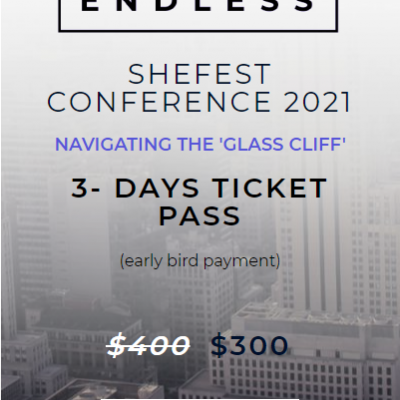 ENDLESS
SHEFEST
CONFERENCE 2021
NAVIGATING THE 'GLASS CLIFF'
3- DAYS TICKET
PASS
(early bird payment)
$400 $300